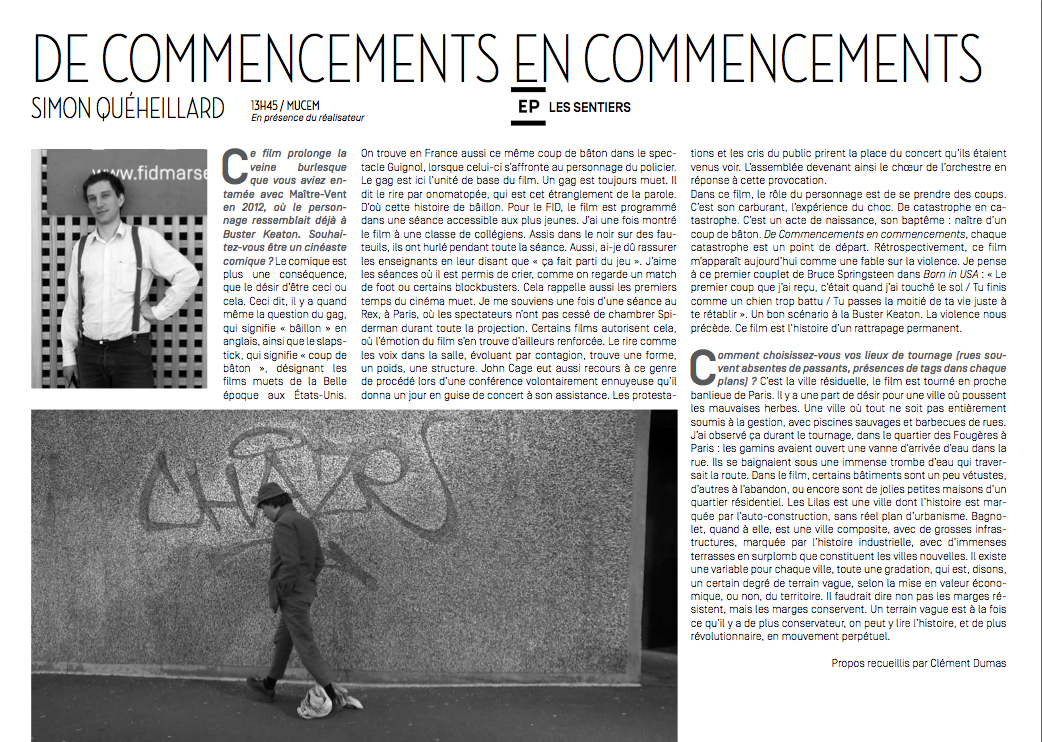 DE COMMENCEMENTS EN COMMENCEMENTS
SIMON QUÉHEILLARD
13H45 / MUCEM
En présence du réalisateur
EP LES SENTIERS
www.fidmarse
Ce film prolonge la
veine burlesque
que vous aviez en-
tamée avec Maître-Vent
en 2012, où le person-
nage ressemblait déjà à
Buster Keaton. Souhai-
tez-vous être un cinéaste
comique ? Le comique est
plus une conséquence,
que le désir d'être ceci ou
cela. Ceci dit, il y a quand
même la question du gag,
qui signifie « bâillon » en
anglais, ainsi que le slaps-
tick, qui signifie « coup de
bâton », désignant les
films muets de la Belle
époque aux États-Unis.
On trouve en France aussi ce même coup de bâton dans le spec-
tacle Guignol, lorsque celui-ci s'affronte au personnage du policier.
Le gag est ici l'unité de base du film. Un gag est toujours muet. Il
dit le rire par onomatopée, qui est cet étranglement de la parole.
D'où cette histoire de bâillon. Pour le FID, le film est programmé
dans une séance accessible aux plus jeunes. J'ai une fois montré
le film à une classe de collégiens. Assis dans le noir sur des fau-
teuils, ils ont hurlé pendant toute la séance. Aussi, ai-je dû rassurer
les enseignants en leur disant que « ça fait parti du jeu ». J'aime
les séances où il est permis de crier, comme on regarde un match
de foot ou certains blockbusters. Cela rappelle aussi les premiers
temps du cinéma muet. Je me souviens une fois d'une séance au
Rex, à Paris, où les spectateurs n'ont pas cessé de chambrer Spi-
derman durant toute la projection. Certains films autorisent cela,
où l'émotion du film s'en trouve d'ailleurs renforcée. Le rire comme
les voix dans la salle, évoluant par contagion, trouve une forme,
un poids, une structure. John Cage eut aussi recours à ce genre
de procédé lors d'une conférence volontairement ennuyeuse qu'il
donna un jour en guise de concert à son assistance. Les protesta-
tions et les cris du public prirent la place du concert qu'ils étaient
venus voir. L'assemblée devenant ainsi le chœur de l'orchestre en
réponse à cette provocation.
Dans ce film, le rôle du personnage est de se prendre des coups.
C'est son carburant, l'expérience du choc. De catastrophe en ca-
tastrophe. C'est un acte de naissance, son baptême : naître d'un
coup de bâton. De Commencements en commencements, chaque
catastrophe est un point de départ. Rétrospectivement, ce film
m'apparaît aujourd'hui comme une fable sur la violence. Je pense
à ce premier couplet de Bruce Springsteen dans Born in USA : « Le
premier coup que j'ai reçu, c'était quand j'ai touché le sol / Tu finis
comme un chien trop battu / Tu passes la moitié de ta vie juste à
te rétablir ». Un bon scénario à la Buster Keaton. La violence nous
précède. Ce film est l'histoire d'un rattrapage permanent.
Comment choisissez-vous vos lieux de tournage (rues sou-
vent absentes de passants, présences de tags dans chaque
plans) ? C'est la ville résiduelle, le film est tourné en proche
banlieue de Paris. Il y a une part de désir pour une ville où poussent
les mauvaises herbes. Une ville où tout ne soit pas entièrement
soumis à la gestion, avec piscines sauvages et barbecues de rues.
J'ai observé ça durant le tournage, dans le quartier des Fougères à
Paris : les gamins avaient ouvert une vanne d'arrivée d'eau dans la
rue. Ils se baignaient sous une immense trombe d'eau qui traver-
sait la route. Dans le film, certains bâtiments sont un peu vétustes,
d'autres à l'abandon, ou encore sont de jolies petites maisons d'un
quartier résidentiel. Les Lilas est une ville dont l'histoire est mar-
quée par l'auto-construction, sans réel plan d'urbanisme. Bagno-
let, quand à elle, est une ville composite, avec de grosses infras-
tructures, marquée par l'histoire industrielle, avec d'immenses
terrasses en surplomb que constituent les villes nouvelles. Il existe
une variable pour chaque ville, toute une gradation, qui est, disons,
un certain degré de terrain vague, selon la mise en valeur écono-
mique, ou non, du territoire. Il faudrait dire non pas les marges ré-
sistent, mais les marges conservent. Un terrain vague est à la fois
ce qu'il y a de plus conservateur, on peut y lire l'histoire, et de plus
révolutionnaire, en mouvement perpétuel.
Propos recueillis par Clément Dumas